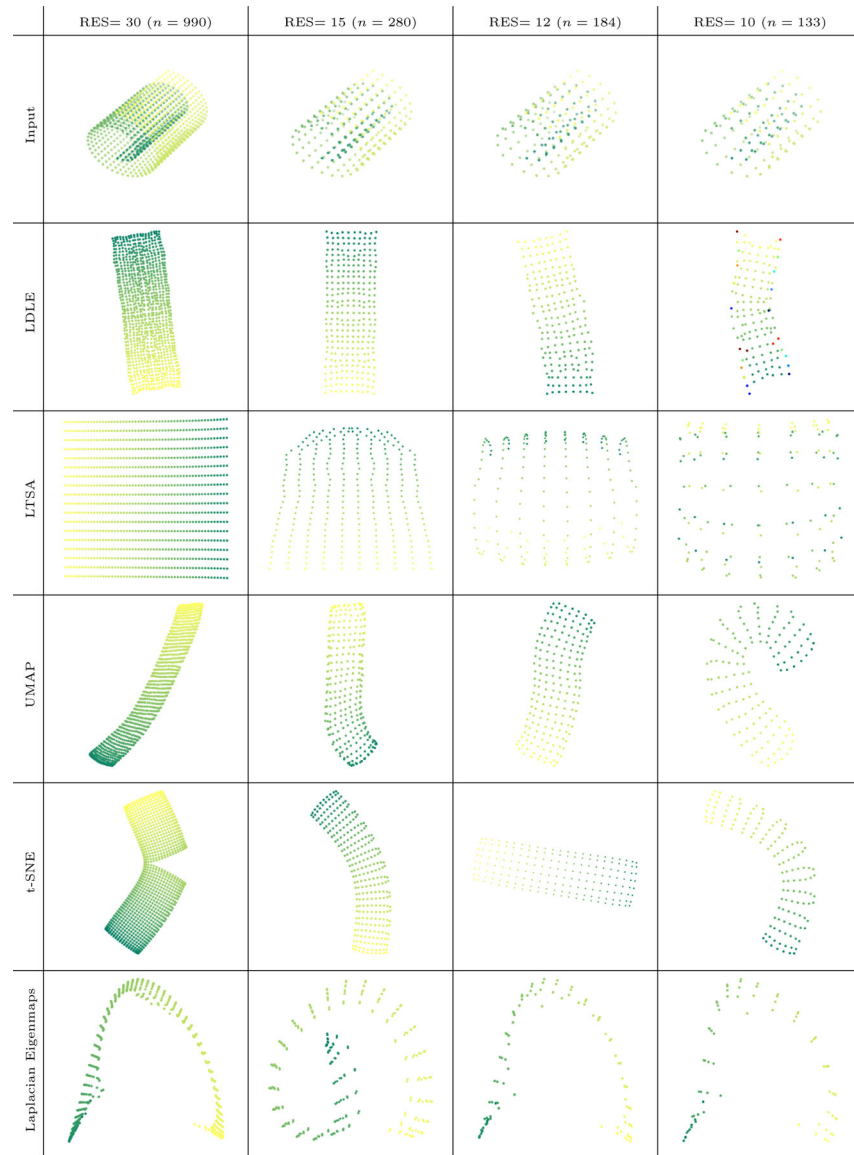 RES= 30 (n = 990) RES= 15 (n = 280) RES= 12 (n = 184) RES= 10 (n = 133)
Input
LDLE
LTSA
UMAP
t-SNE
Laplacian Eigenmaps